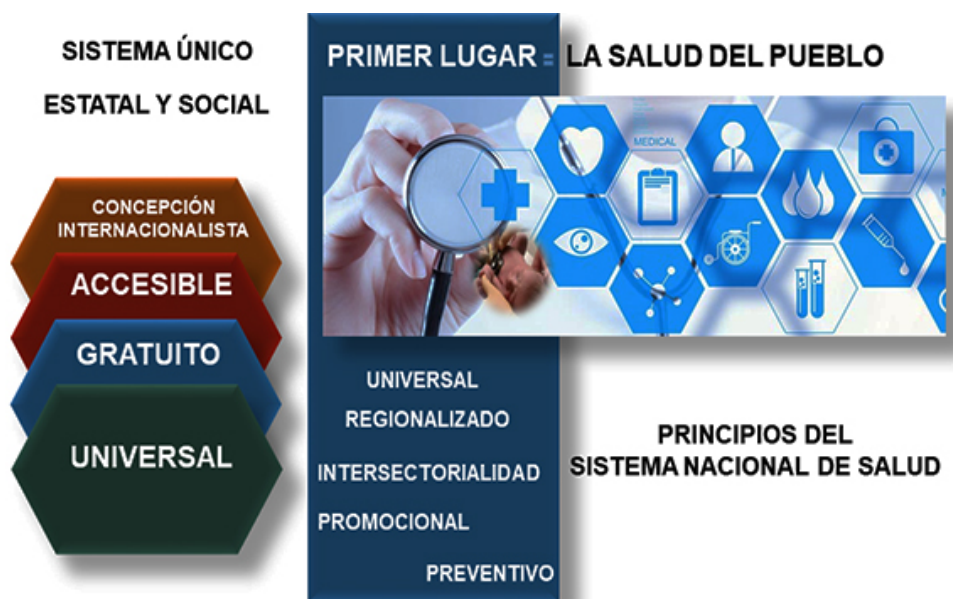 SISTEMA ÚNICO
ESTATAL Y SOCIAL
CONCEPCIÓN
INTERNACIONALISTA
ACCESIBLE
GRATUITO
UNIVERSAL
PRIMER LUGAR = LA SALUD DEL PUEBLO
MEDICAL
UNIVERSAL
REGIONALIZADO
INTERSECTORIALIDAD
PROMOCIONAL
PREVENTIVO
PRINCIPIOS DEL
SISTEMA NACIONAL DE SALUD